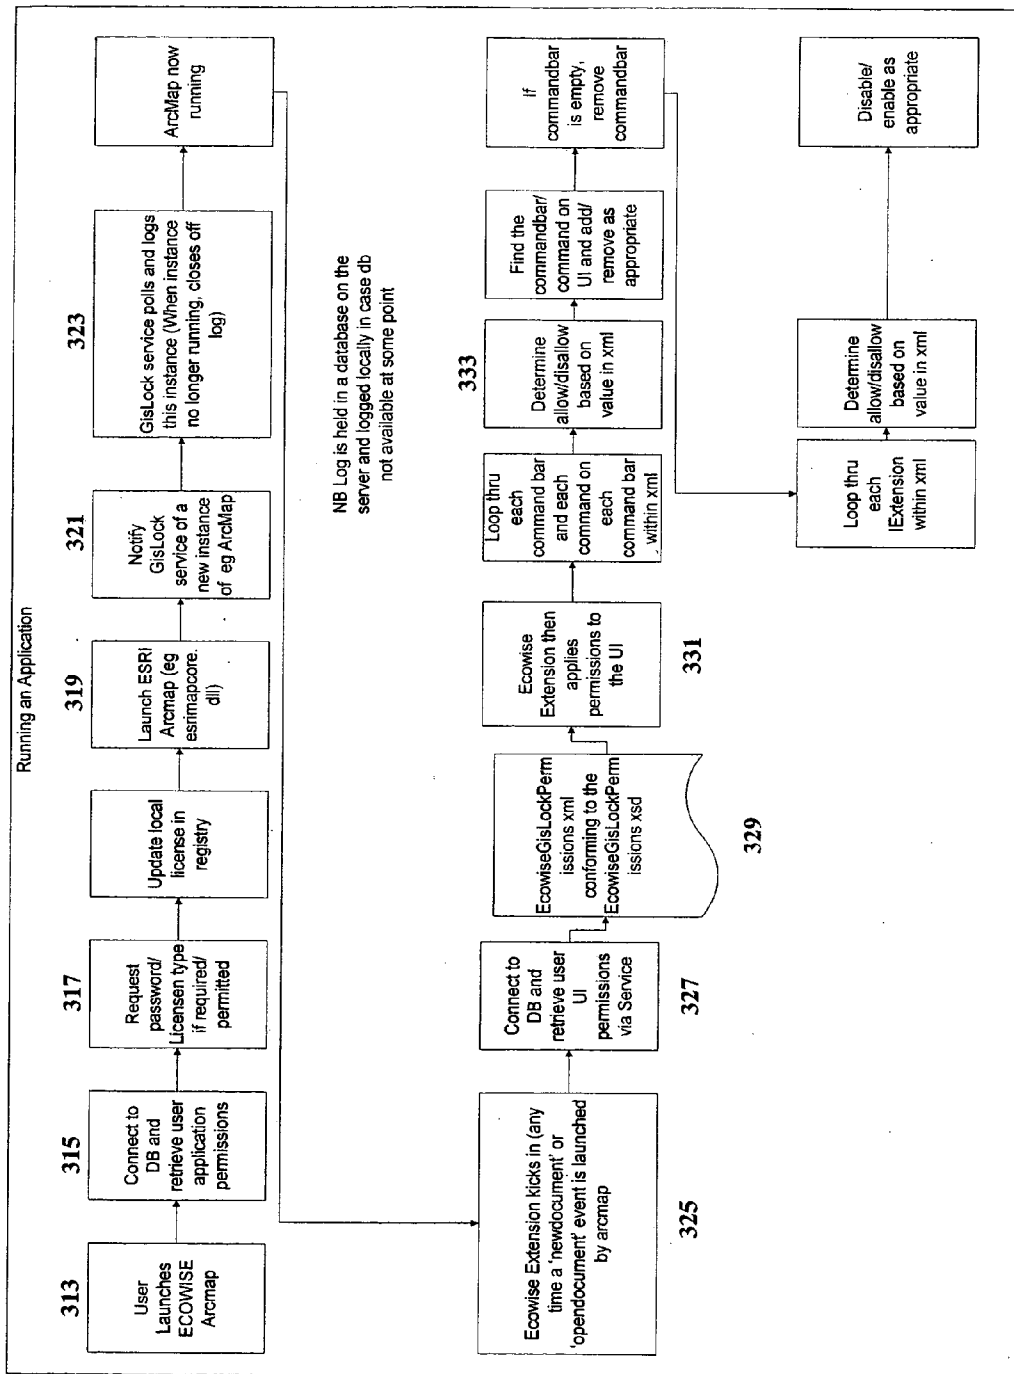 Running an Application
313
User
Launches
ECOWISE
Arcmap
315
Connect to
DB and
retrieve user
application
permissions
317
Request
password/
Licensen type
if required/
permitted
Update local
license in
registry
319
Launch ESRI
Arcmap (eg
esrimapcore.
dll)
321
Notify
GisLock
service of a
new instance
of eg ArcMap
323
GisLock service polls and logs
this instance (When instance
no longer running, closes off
log)
ArcMap now
running
NB Log is held in a database on the
server and logged locally in case db
not available at some point
Ecowise Extension kicks in (any
time a 'newdocument' or
'opendocument' event is launched
by arcmap
325
Connect to
DB and
retrieve user
UI
permissions
via Service
327
EcowiseGisLockPerm
issions xml
conforming to the
EcowiseGisLockPerm
issions xsd
329
Ecowise
Extension then
applies
permissions to
the UI
331
Loop thru
each
command bar
and each
command on
each
command bar
within xml
333
Determine
allow/disallow
based on
value in xml
Find the
commandbar/
command on
UI and add/
remove as
appropriate
If
commandbar
is empty,
remove
commandbar
Loop thru
each
IExtension
within xml
Determine
allow/disallow
based on
value in xml
Disable/
enable as
appropriate